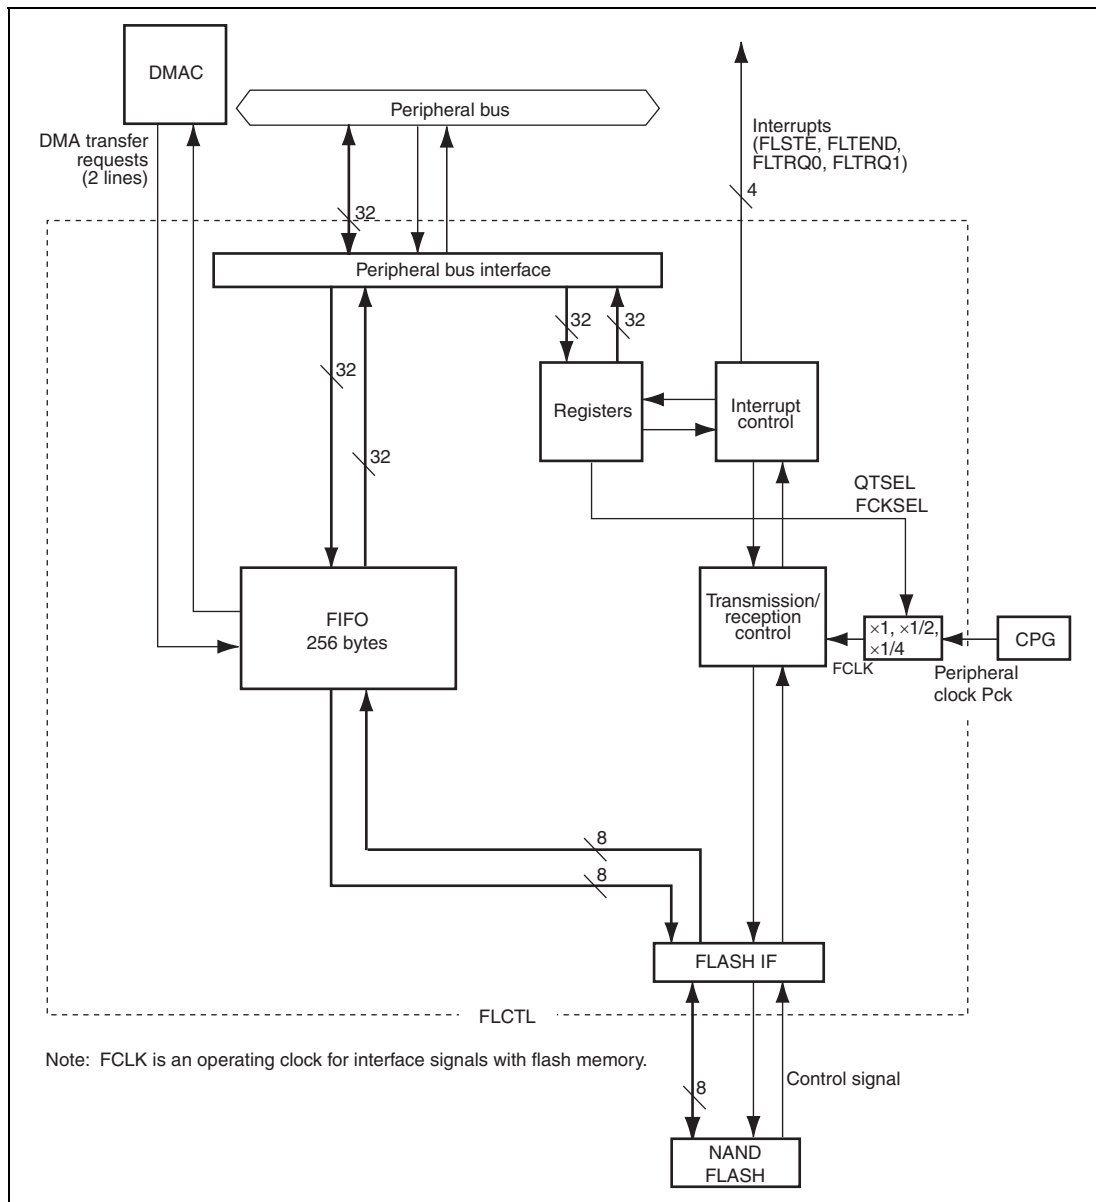 DMAC
Peripheral bus
DMA transfer
requests
(2 lines)
Interrupts
(FLSTE, FLTEND,
FLTRQ0, FLTRQ1)
4
32
Peripheral bus interface
32
32
32
32
Registers
Interrupt
control
QTSEL
FCKSEL
FIFO
256 bytes
Transmission/
reception
control
×1, ×1/2,
×1/4
CPG
FCLK
Peripheral
clock Pck
8
8
FLASH IF
FLCTL
Note: FCLK is an operating clock for interface signals with flash memory.
Control signal
8
NAND
FLASH